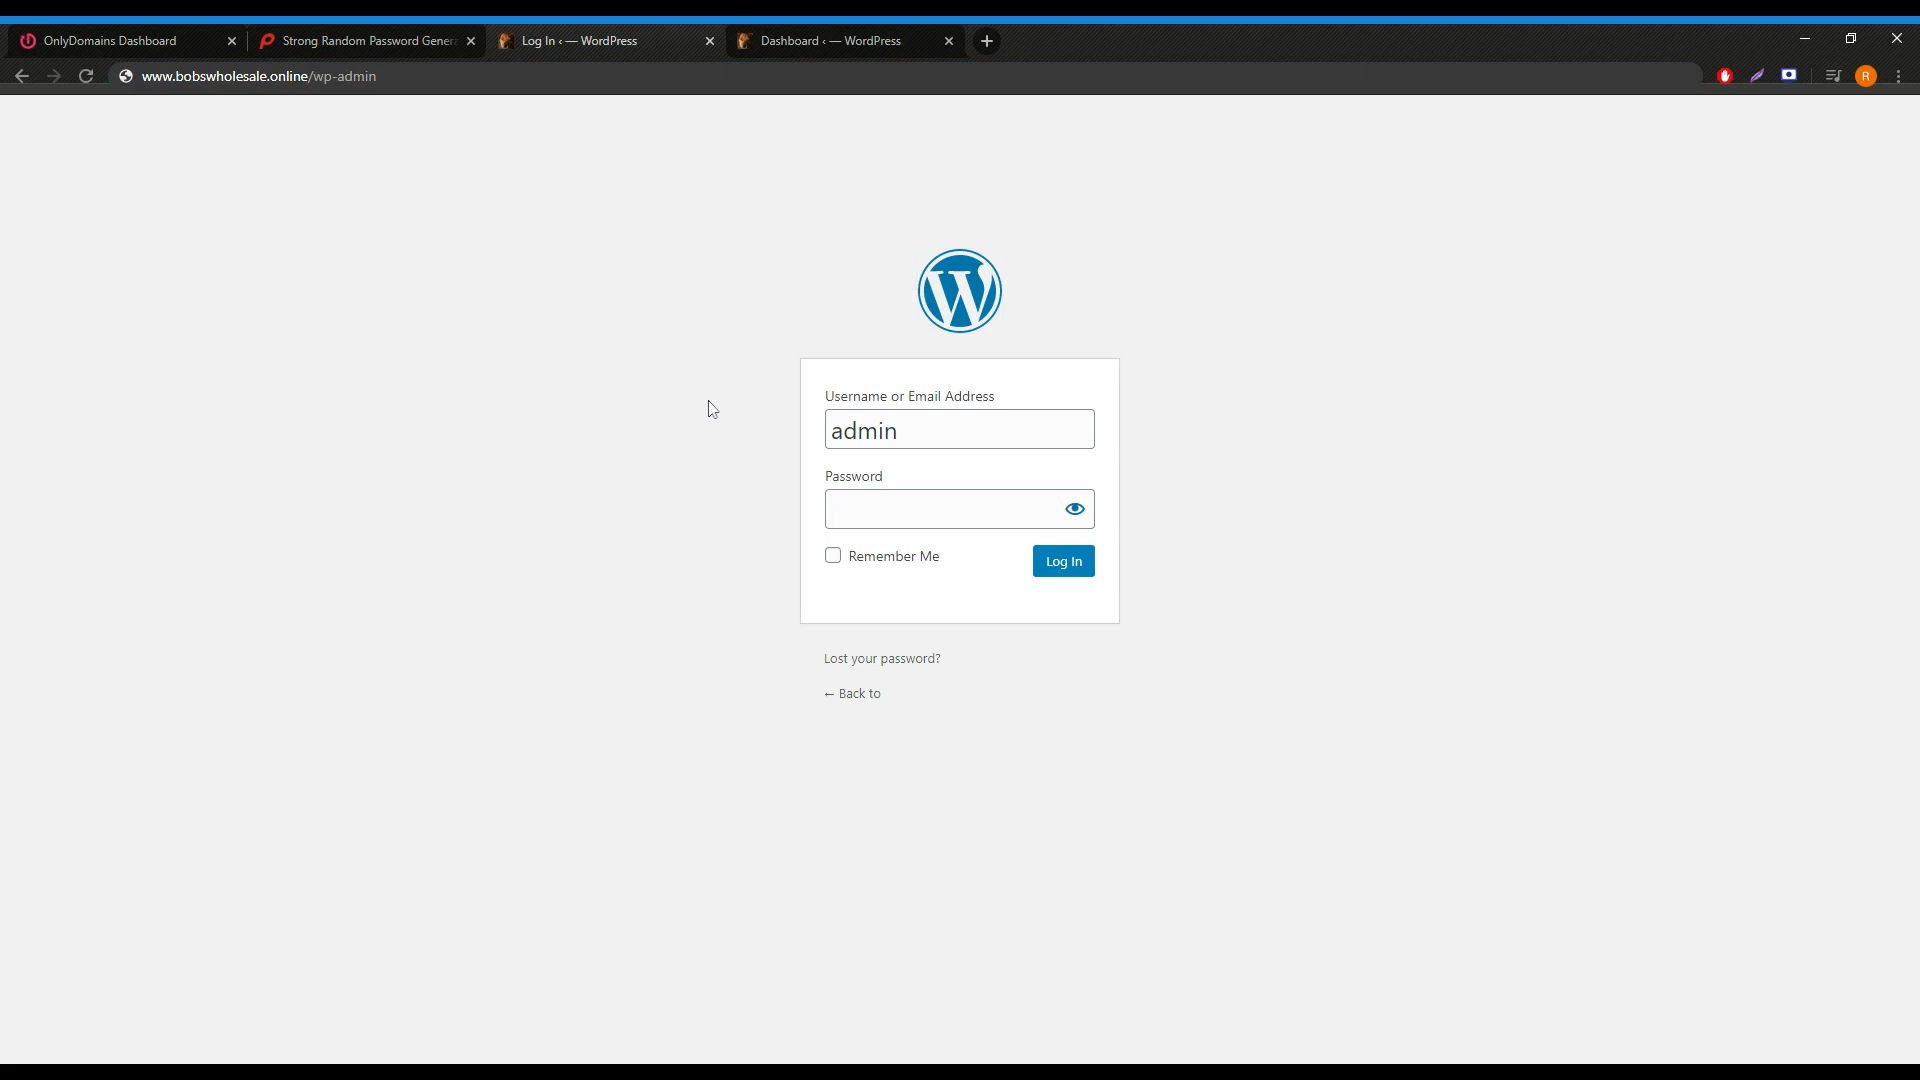 OnlyDomains Dashboard
Strong Random Password Genera
Log In ‹ — WordPress
Dashboard ‹ — WordPress
www.bobswholesale.online/wp-admin
R
Username or Email Address
admin
Password
Remember Me
Log In
Lost your password?
← Back to